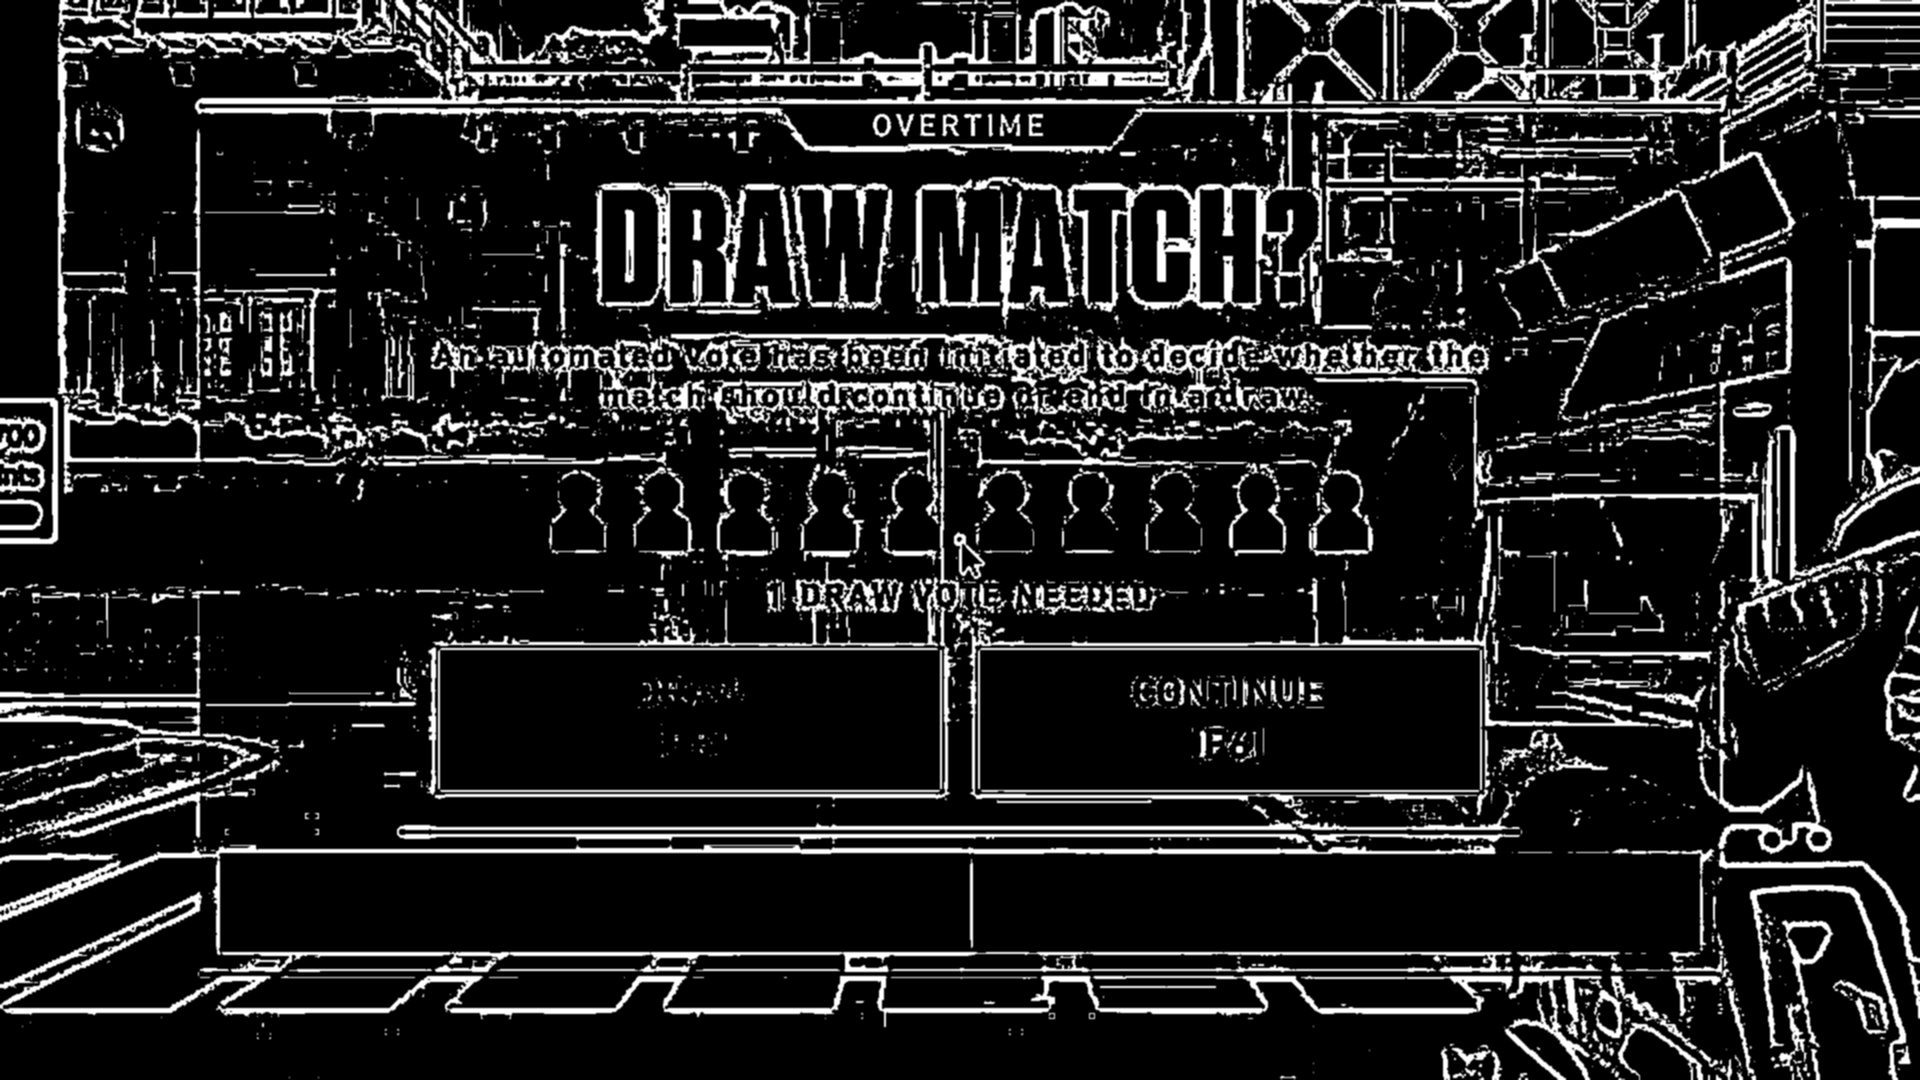 OVERTIME
DRAW MATCH?
An automated vote has been initiated to decide whether the
match should continue or end in a draw.
1 DRAW VOTE NEEDED
DRAW
CONTINUE
[F6]